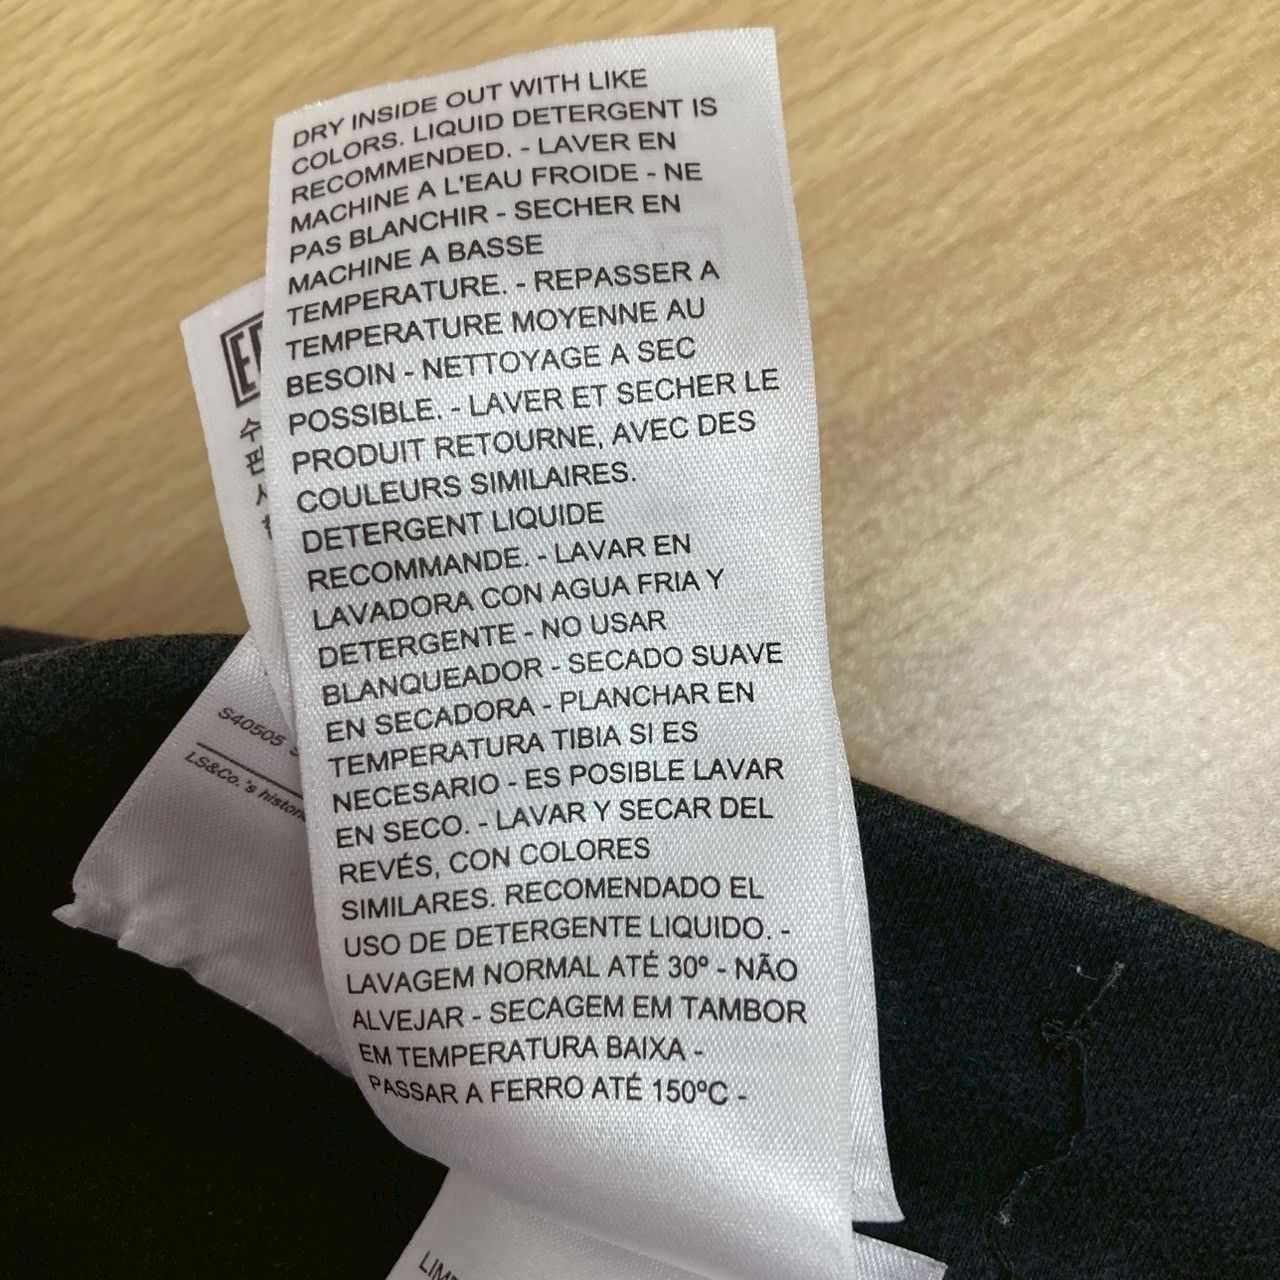 DRY INSIDE OUT WITH LIKE
COLORS. LIQUID DETERGENT IS
RECOMMENDED. - LAVER EN
MACHINE A L'EAU FROIDE - NE
PAS BLANCHIR - SECHER EN
MACHINE A BASSE
TEMPERATURE. - REPASSER A
TEMPERATURE MOYENNE AU
BESOIN - NETTOYAGE A SEC
POSSIBLE. - LAVER ET SECHER LE
PRODUIT RETOURNE, AVEC DES
COULEURS SIMILAIRES.
DETERGENT LIQUIDE
RECOMMANDE. - LAVAR EN
LAVADORA CON AGUA FRIA Y
DETERGENTE - NO USAR
BLANQUEADOR - SECADO SUAVE
EN SECADORA - PLANCHAR EN
TEMPERATURA TIBIA SI ES
NECESARIO - ES POSIBLE LAVAR
EN SECO. - LAVAR Y SECAR DEL
REVÉS, CON COLORES
SIMILARES. RECOMENDADO EL
USO DE DETERGENTE LIQUIDO. -
LAVAGEM NORMAL ATÉ 30º - NÃO
ALVEJAR - SECAGEM EM TAMBOR
EM TEMPERATURA BAIXA -
PASSAR A FERRO ATÉ 150ºC -
수
S40505
LS&Co.'s